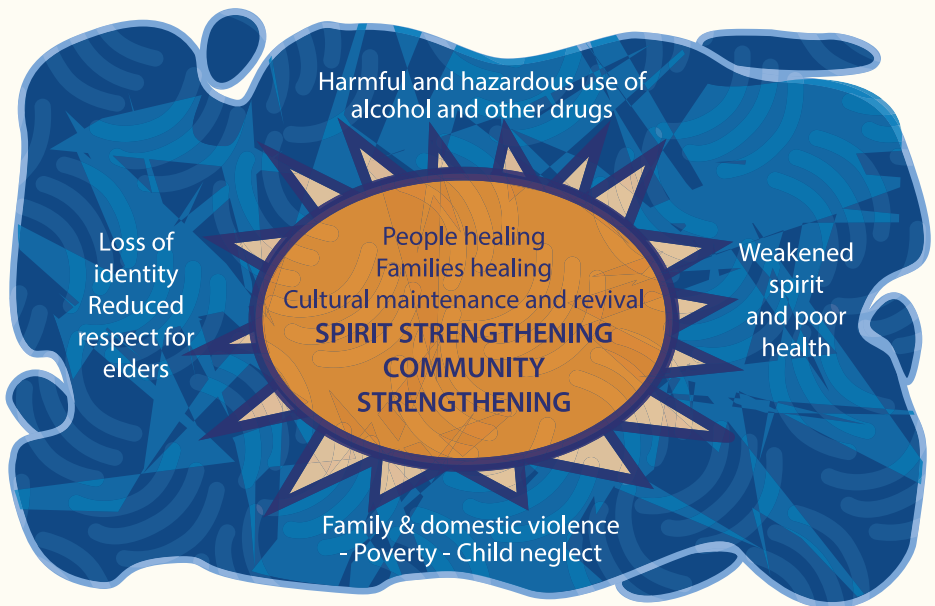 Harmful and hazardous use of
alcohol and other drugs
Loss of
identity
Reduced
respect for
elders
People healing
Families healing
Cultural maintenance and revival
SPIRIT STRENGTHENING
COMMUNITY
STRENGTHENING
Weakened
spirit
and poor
health
Family & domestic violence
- Poverty - Child neglect